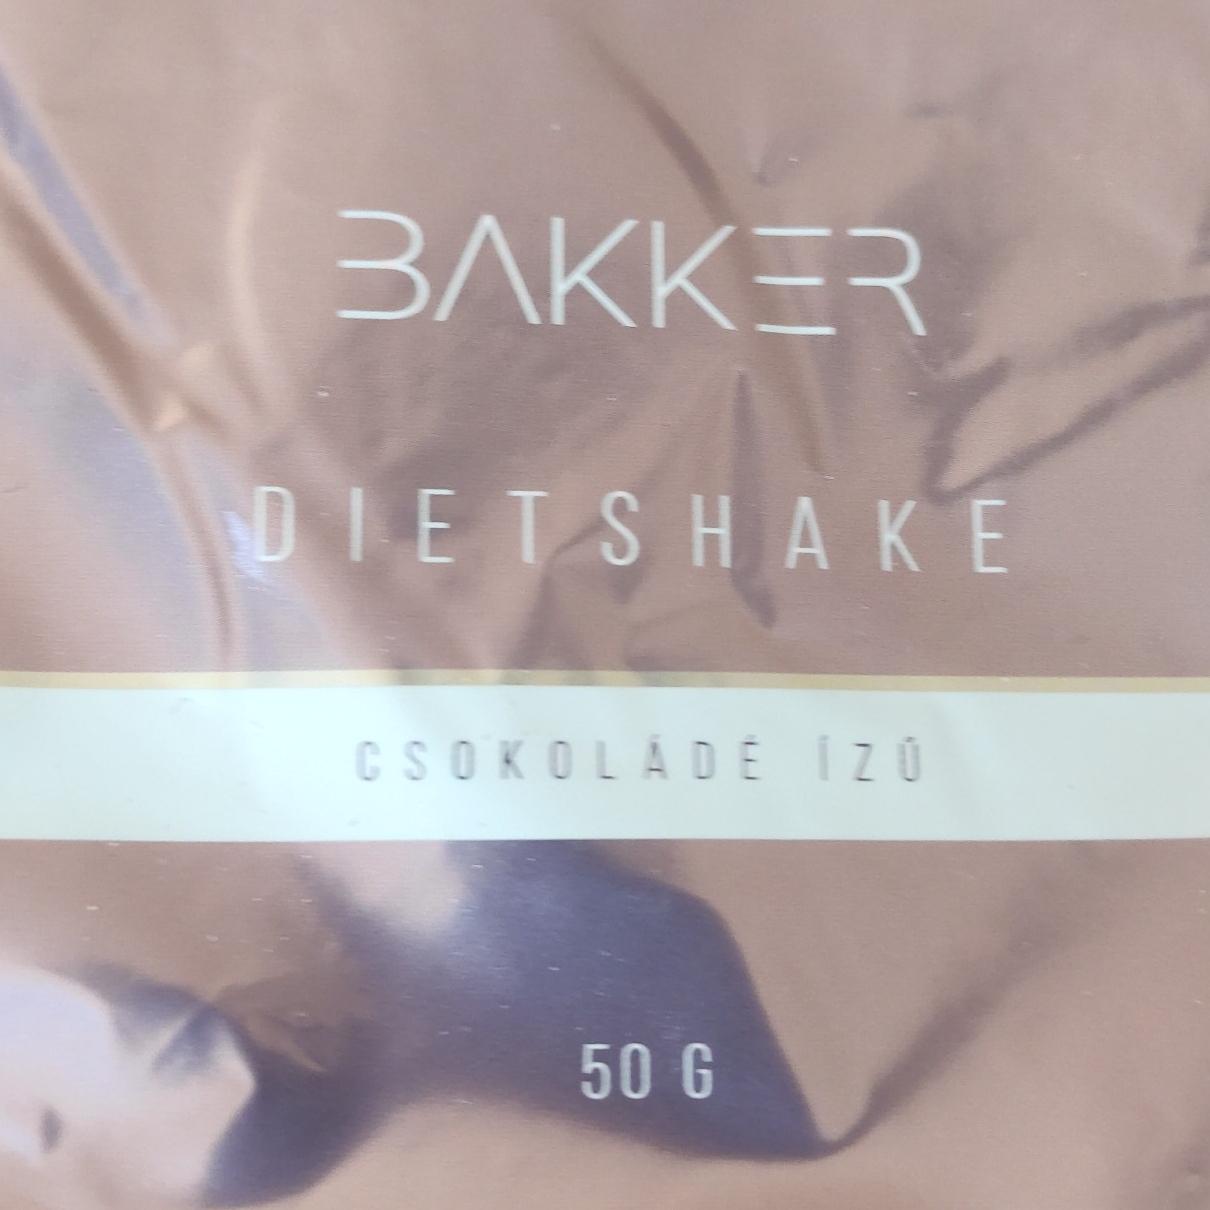 BAKKER
DIETSHAKE
CSOKOLÁDÉ ÍZŰ
50 G